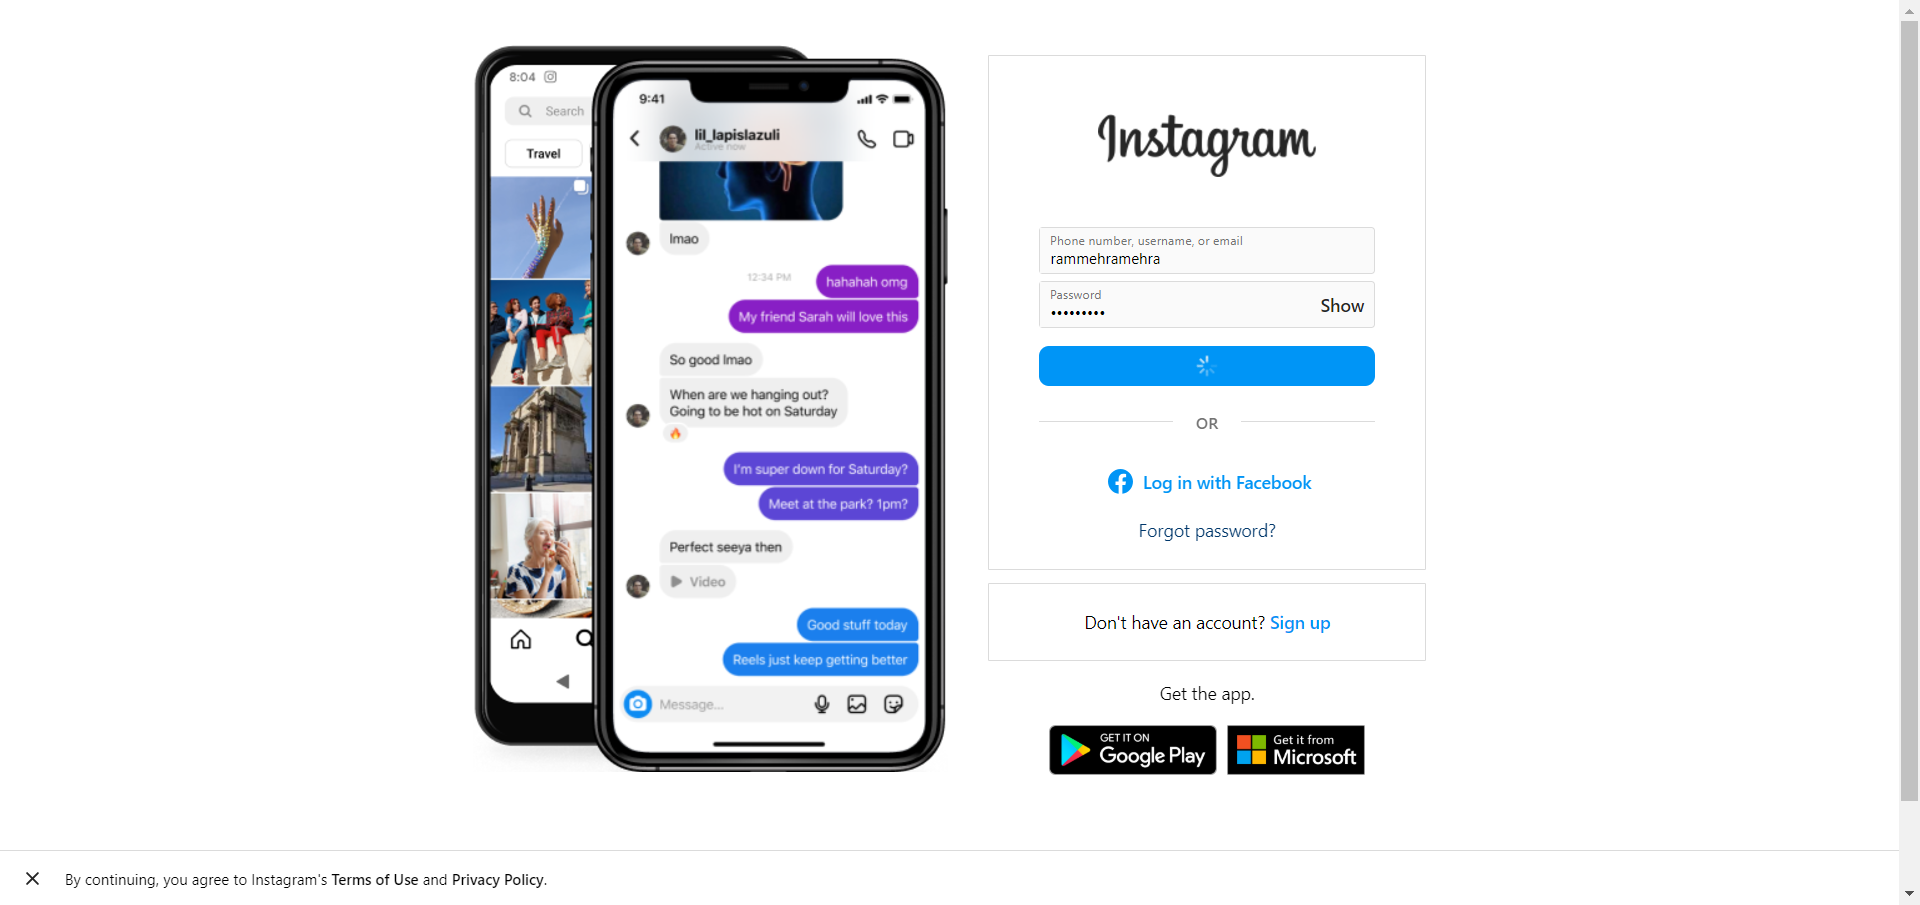 8:04
Search
Travel
9:41
lil_lapislazuli
Active now
lmao
12:34 PM
hahahah omg
My friend Sarah will love this
So good lmao
When are we hanging out?
Going to be hot on Saturday
I'm super down for Saturday?
Meet at the park? 1pm?
Perfect seeya then
Video
Good stuff today
Reels just keep getting better
Message...
Instagram
Phone number, username, or email
rammehramehra
Password
•••••••••
Show
OR
Log in with Facebook
Forgot password?
Don't have an account? Sign up
Get the app.
GET IT ON
Google Play
Get it from
Microsoft
By continuing, you agree to Instagram's Terms of Use and Privacy Policy.